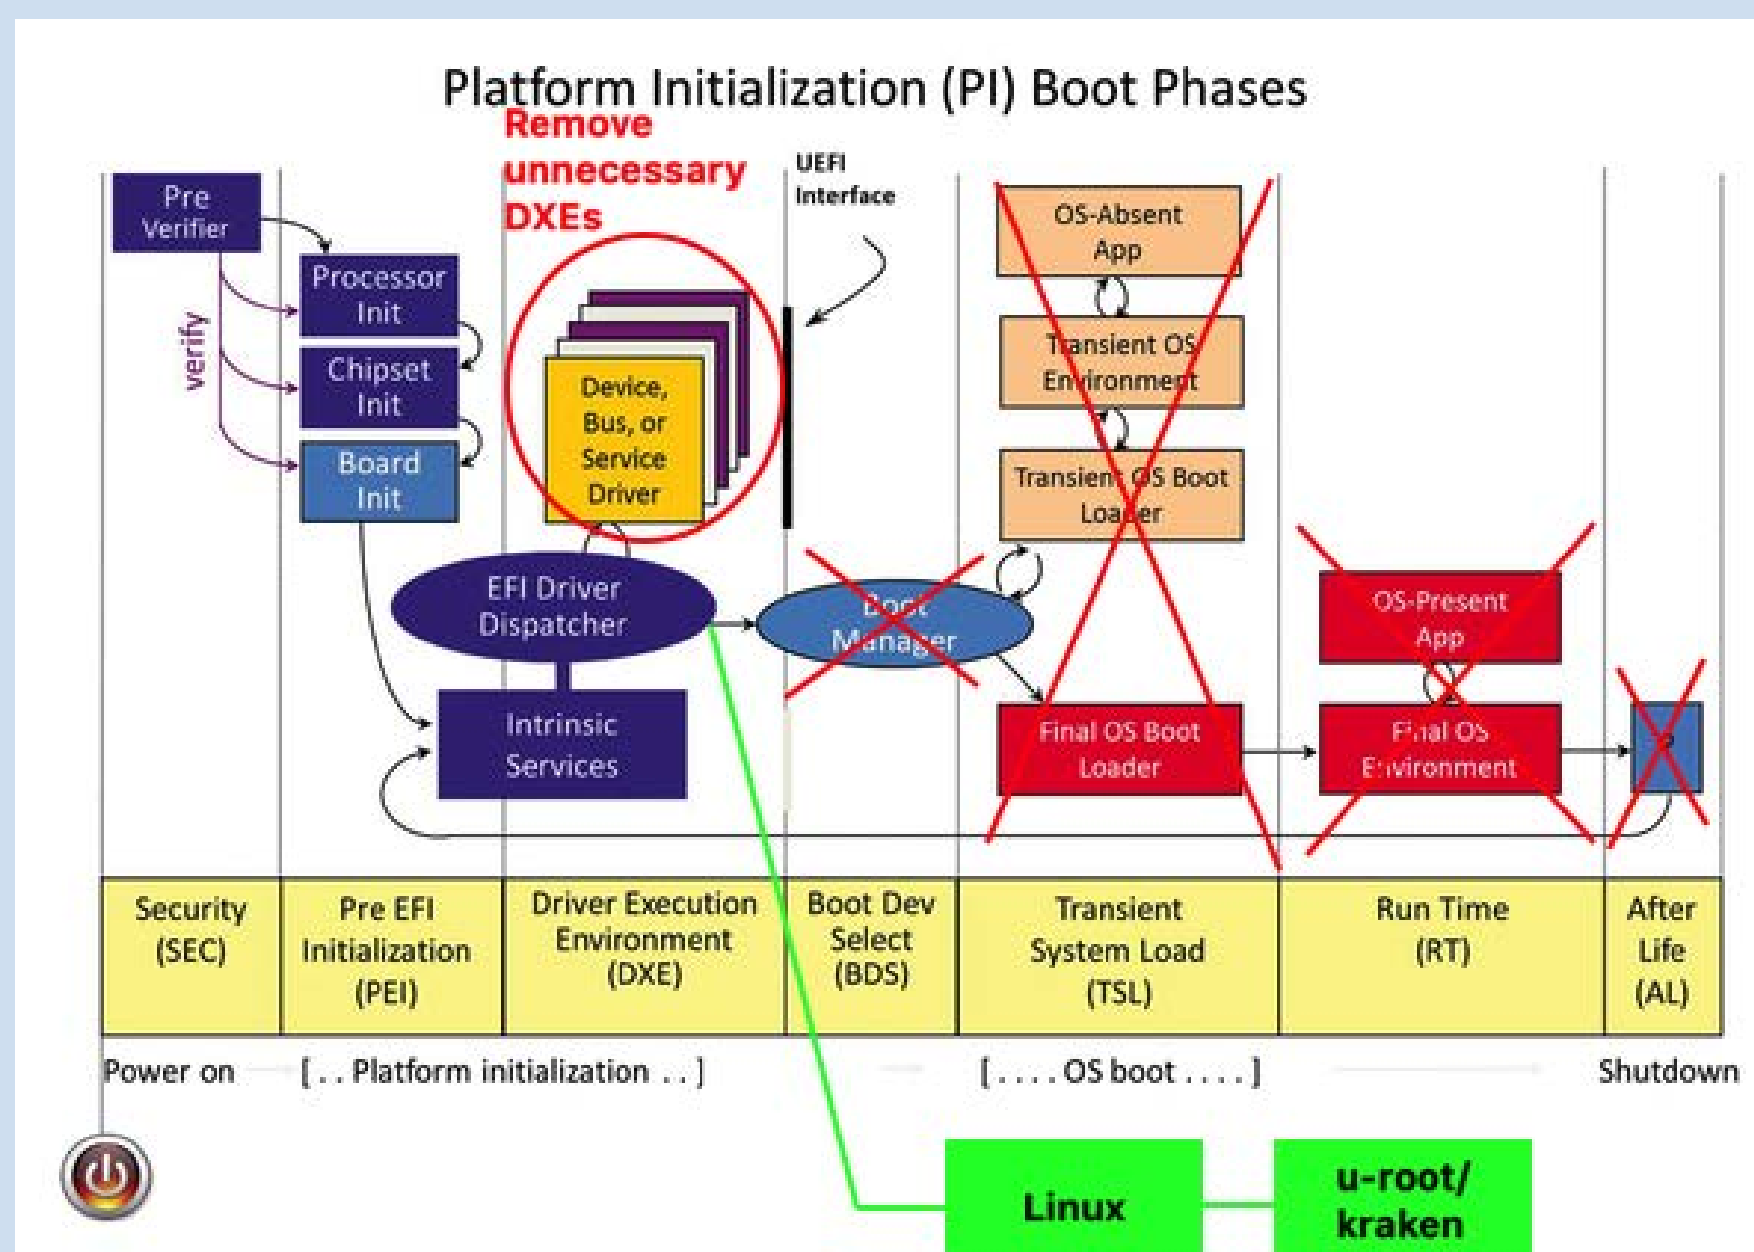 Platform Initialization (PI) Boot Phases
Remove
unnecessary
DXEs
UEFI
Interface
Pre
Verifier
verify
Processor
Init
Chipset
Init
Board
Init
Device,
Bus, or
Service
Driver
EFI Driver
Dispatcher
Intrinsic
Services
Boot
Manager
OS-Absent
App
Transient OS
Environment
Transient OS Boot
Loader
Final OS Boot
Loader
OS-Present
App
Final OS
Environment
?
Security
(SEC)
Pre EFI
Initialization
(PEI)
Driver Execution
Environment
(DXE)
Boot Dev
Select
(BDS)
Transient
System Load
(TSL)
Run Time
(RT)
After
Life
(AL)
Power on
[ . . Platform initialization . . ]
[ . . . . OS boot . . . . ]
Shutdown
Linux
u-root/
kraken